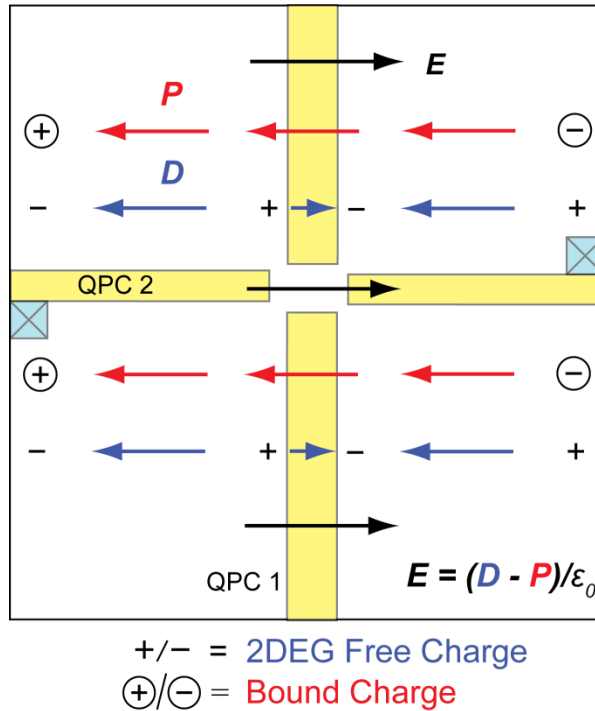 E
P
⊕ ⊖
D
− + − +
QPC 2
⊕ ⊖
− + − +
QPC 1
E = (D - P)/ε₀
+/− = 2DEG Free Charge
⊕/⊖ = Bound Charge